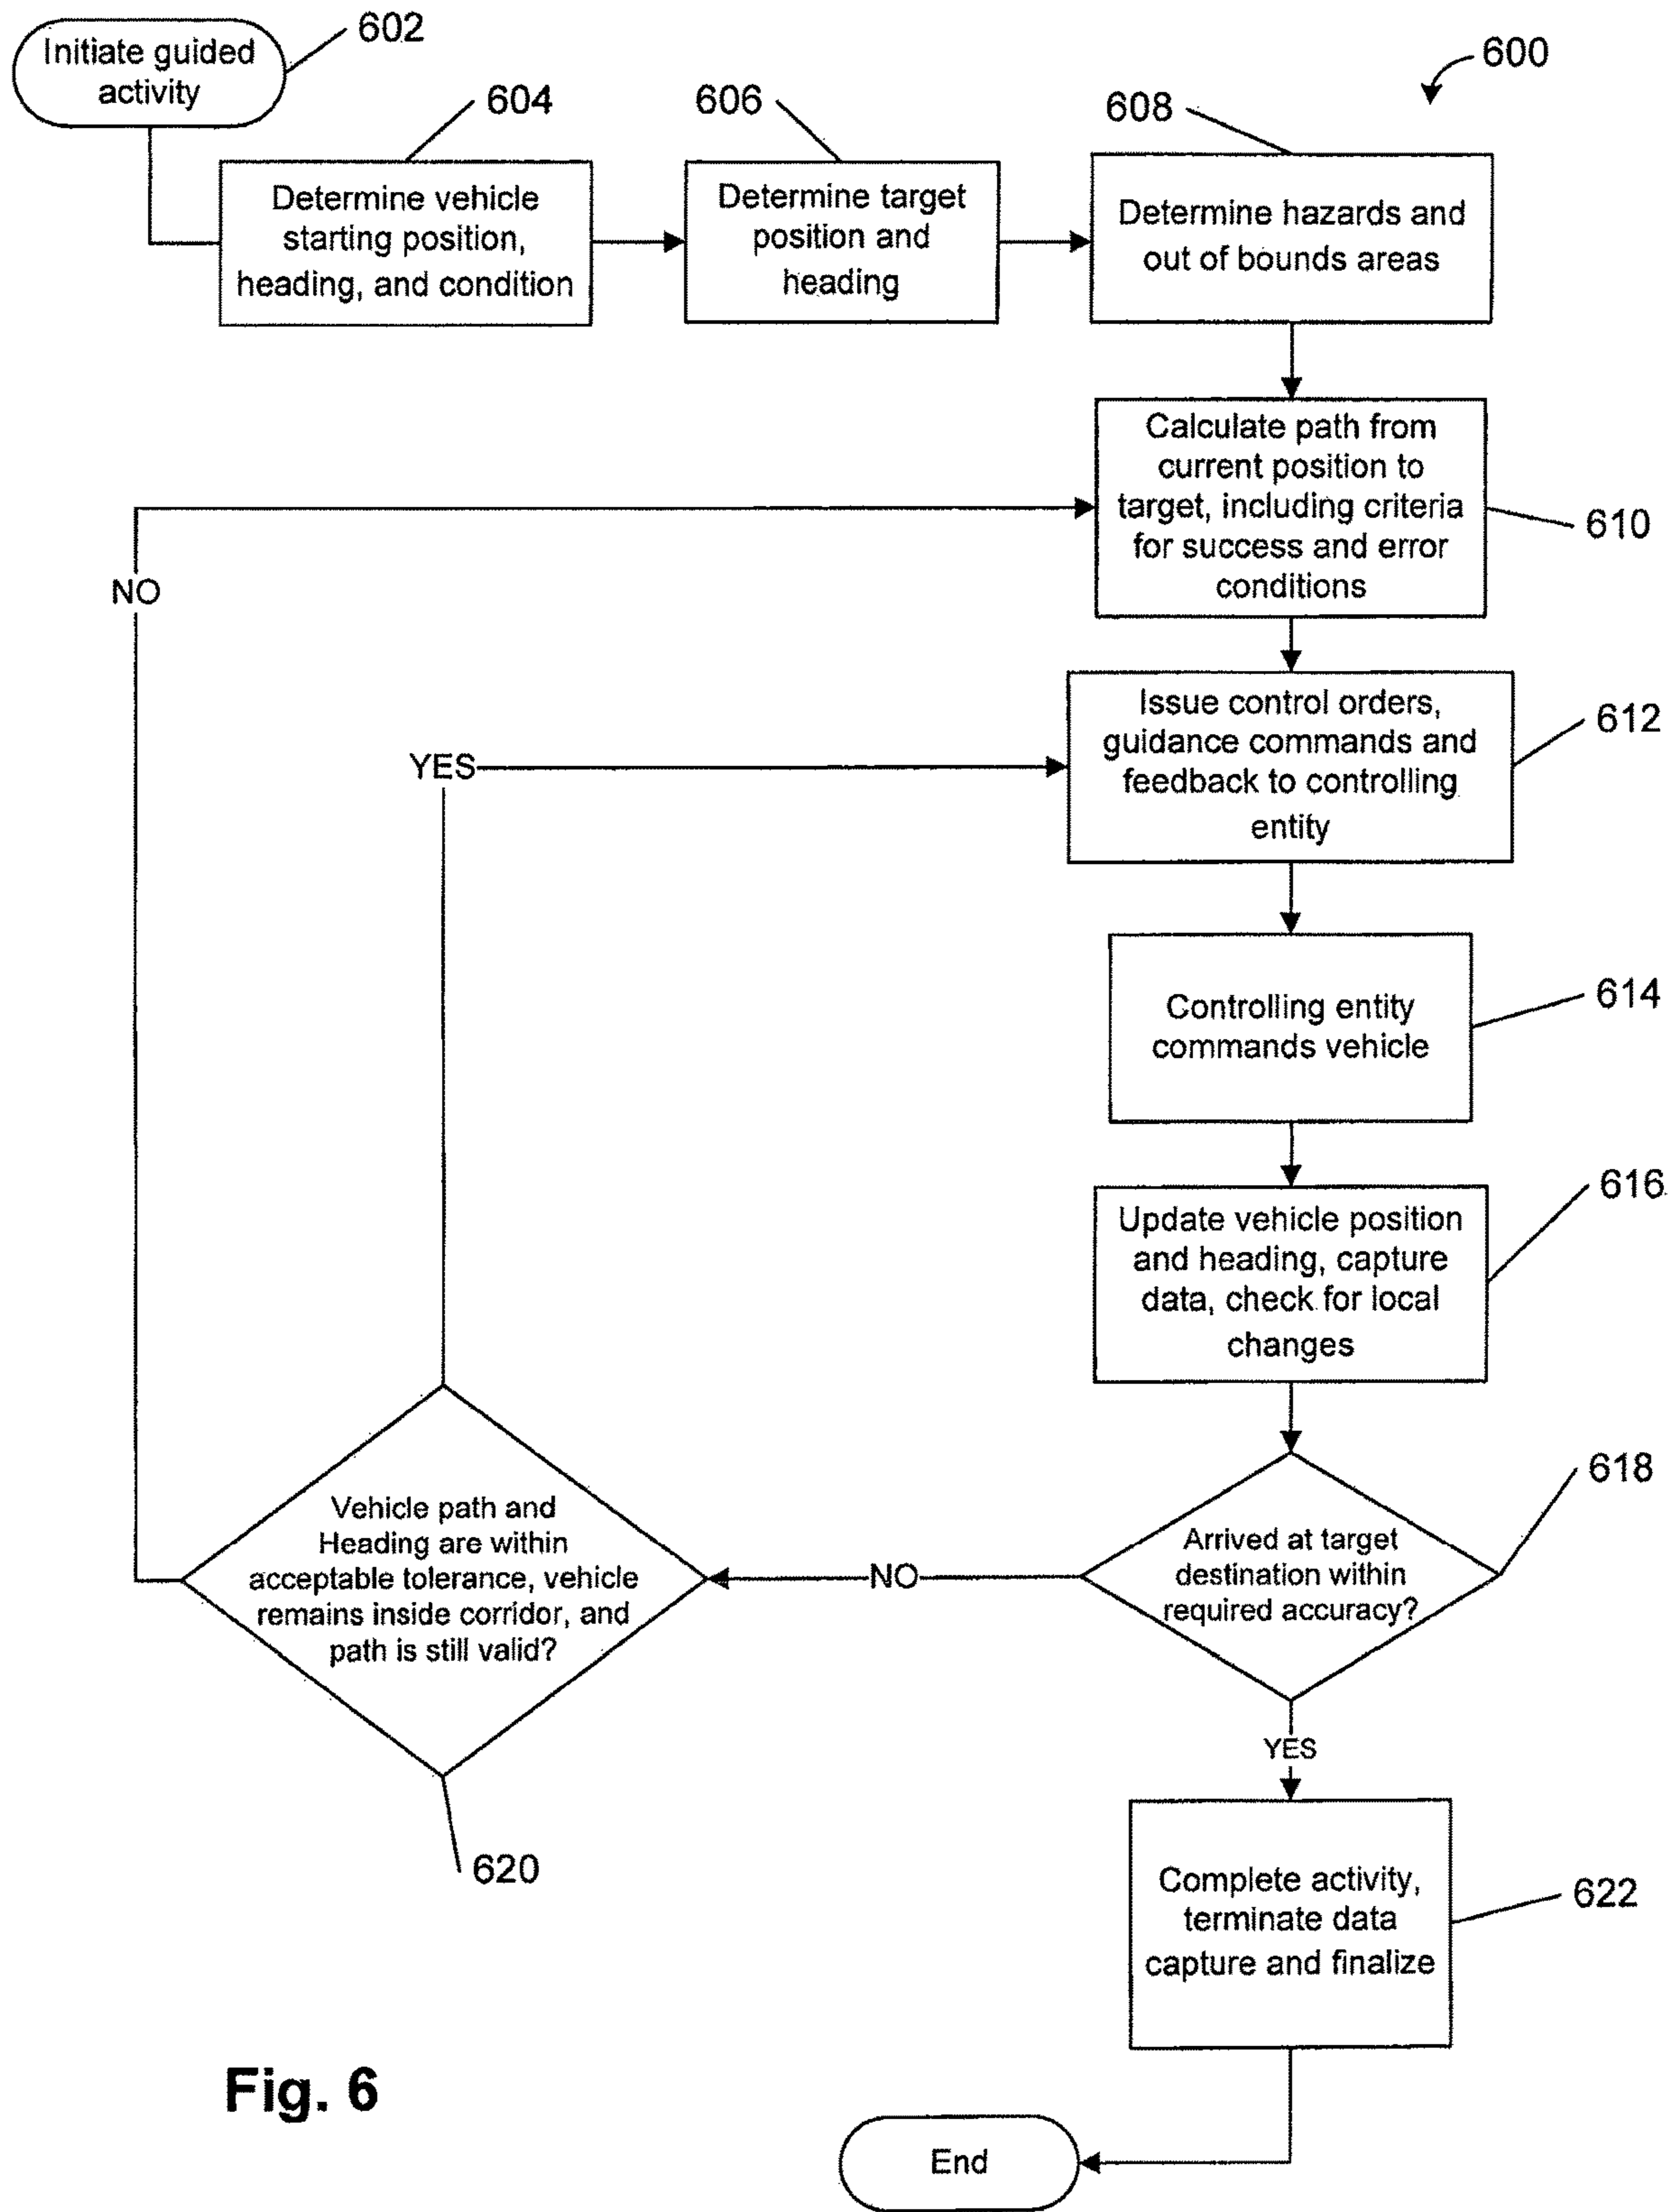 Initiate guided
activity
602
604
606
608
600
Determine vehicle
starting position,
heading, and condition
Determine target
position and
heading
Determine hazards and
out of bounds areas
Calculate path from
current position to
target, including criteria
for success and error
conditions
610
NO
Issue control orders,
guidance commands and
feedback to controlling
entity
612
YES
Controlling entity
commands vehicle
614
Update vehicle position
and heading, capture
data, check for local
changes
616
Arrived at target
destination within
required accuracy?
618
NO
Vehicle path and
Heading are within
acceptable tolerance, vehicle
remains inside corridor, and
path is still valid?
620
YES
Complete activity,
terminate data
capture and finalize
622
Fig. 6
End